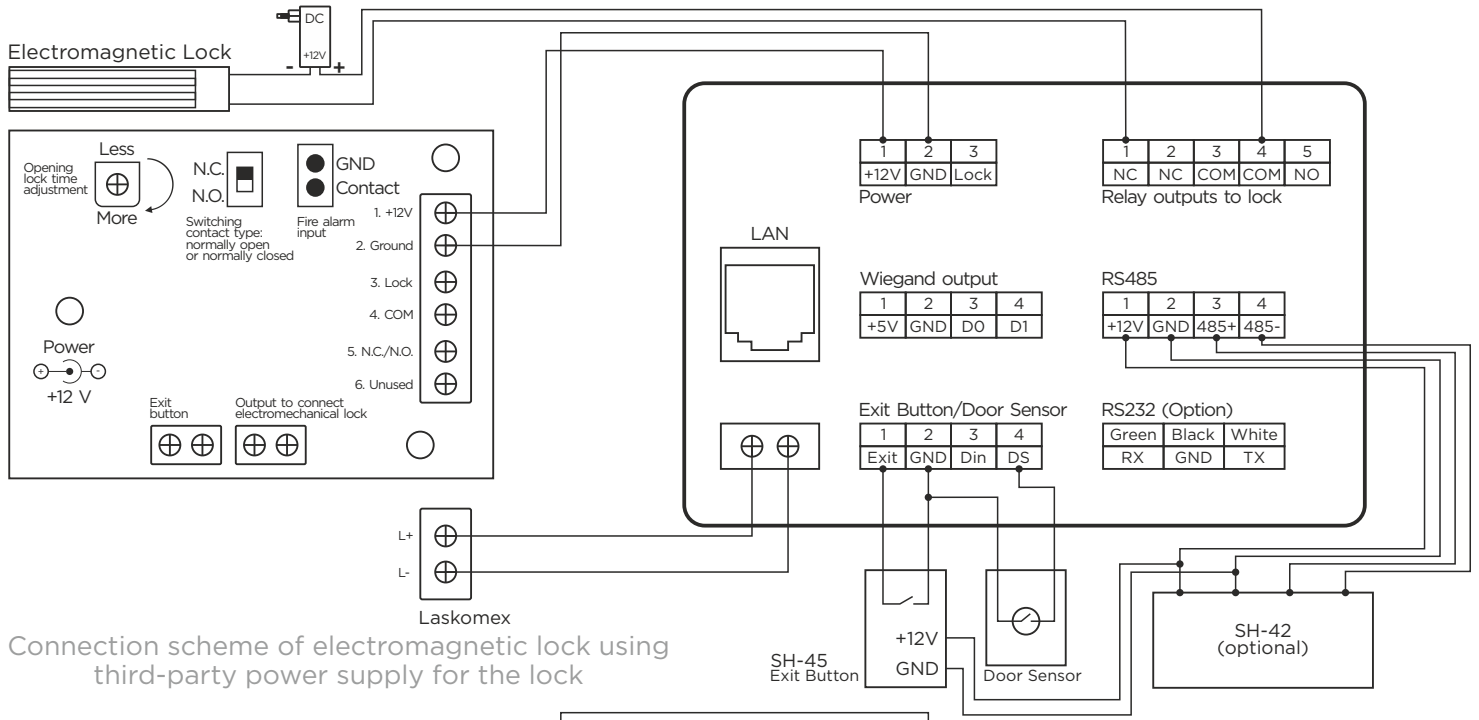 DC
+12V
- +
Electromagnetic Lock
Less
Opening
lock time
adjustment
More
N.C.
N.O.
Switching
contact type:
normally open
or normally closed
GND
Contact
Fire alarm
input
1. +12V
2. Ground
3. Lock
4. COM
5. N.C./N.O.
6. Unused
Power
+ -
+12 V
Exit
button
Output to connect
electromechanical lock
1 2 3
+12V GND Lock
Power
1 2 3 4 5
NC NC COM COM NO
Relay outputs to lock
LAN
Wiegand output
1 2 3 4
+5V GND D0 D1
RS485
1 2 3 4
+12V GND 485+ 485-
Exit Button/Door Sensor
1 2 3 4
Exit GND Din DS
RS232 (Option)
Green Black White
RX GND TX
L+
L-
Laskomex
+12V
GND
SH-45
Exit Button
Door Sensor
SH-42
(optional)
Connection scheme of electromagnetic lock using
third-party power supply for the lock